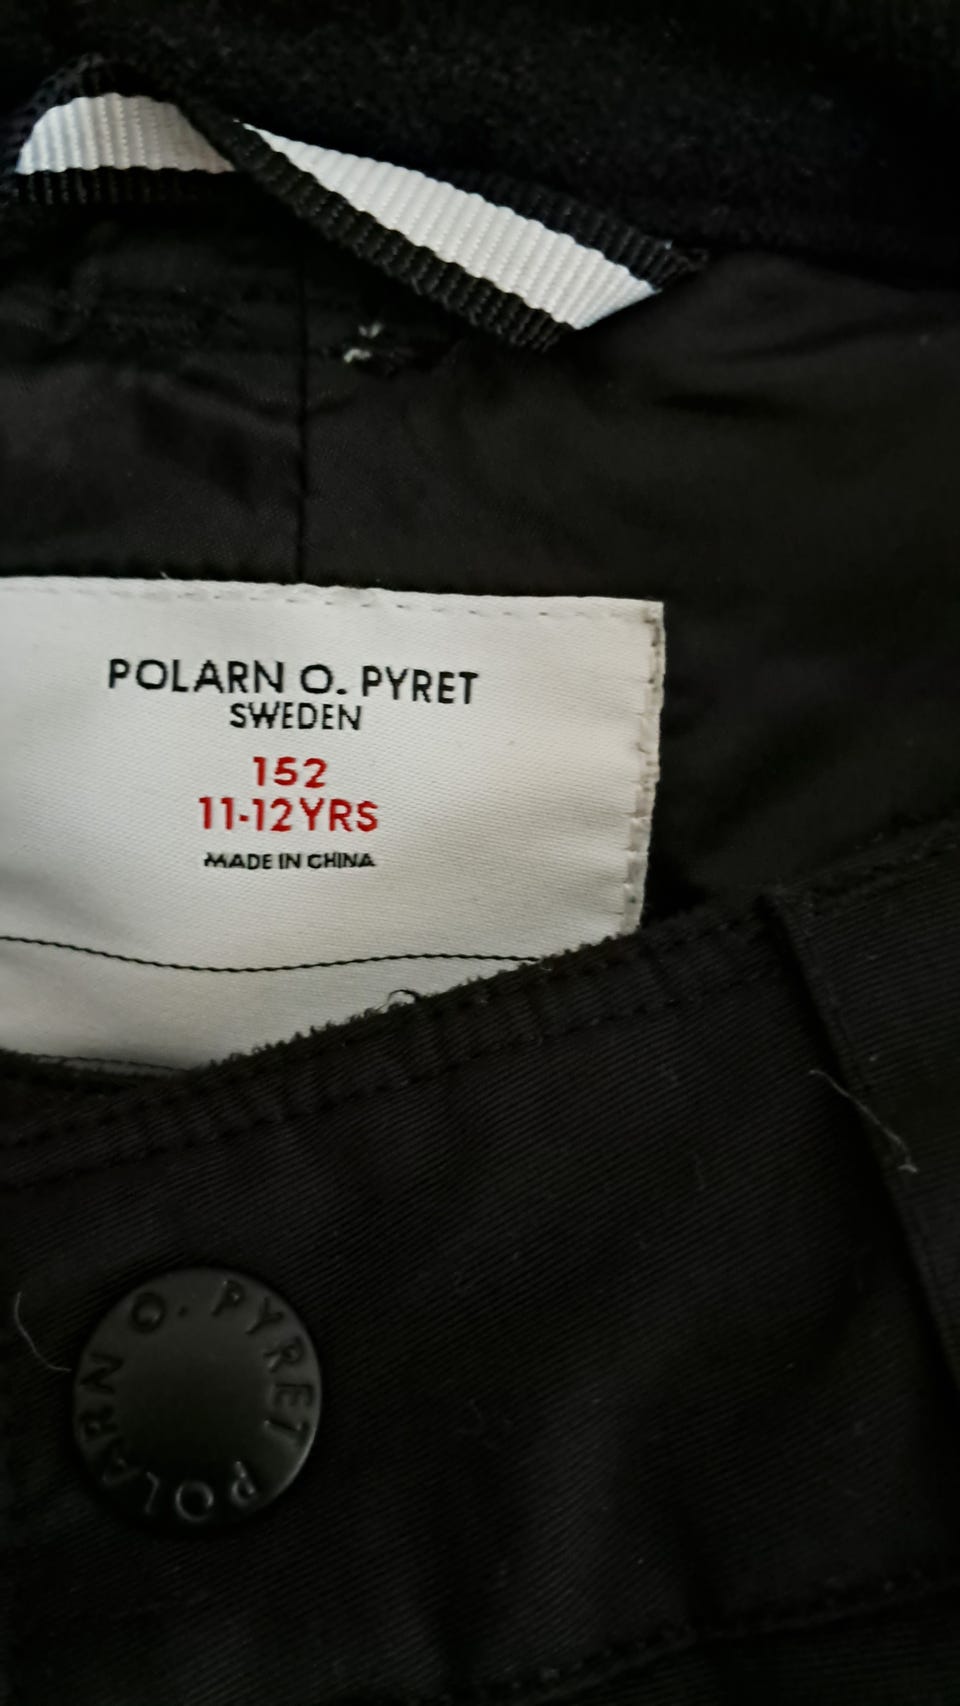 POLARN O. PYRET
SWEDEN
152
11-12YRS
MADE IN CHINA
POLARN O. PYRET